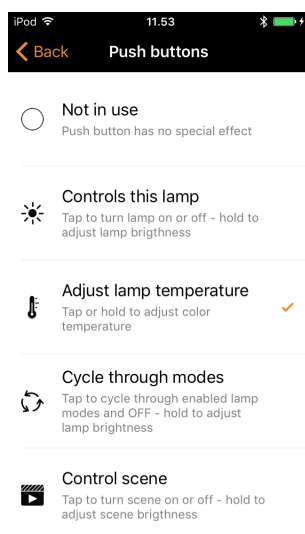 iPod 11.53
Back Push buttons
Not in use
Push button has no special effect
Controls this lamp
Tap to turn lamp on or off - hold to
adjust lamp brigthness
Adjust lamp temperature
Tap or hold to adjust color
temperature
Cycle through modes
Tap to cycle through enabled lamp
modes and OFF - hold to adjust
lamp brightness
Control scene
Tap to turn scene on or off - hold to
adjust scene brigthness